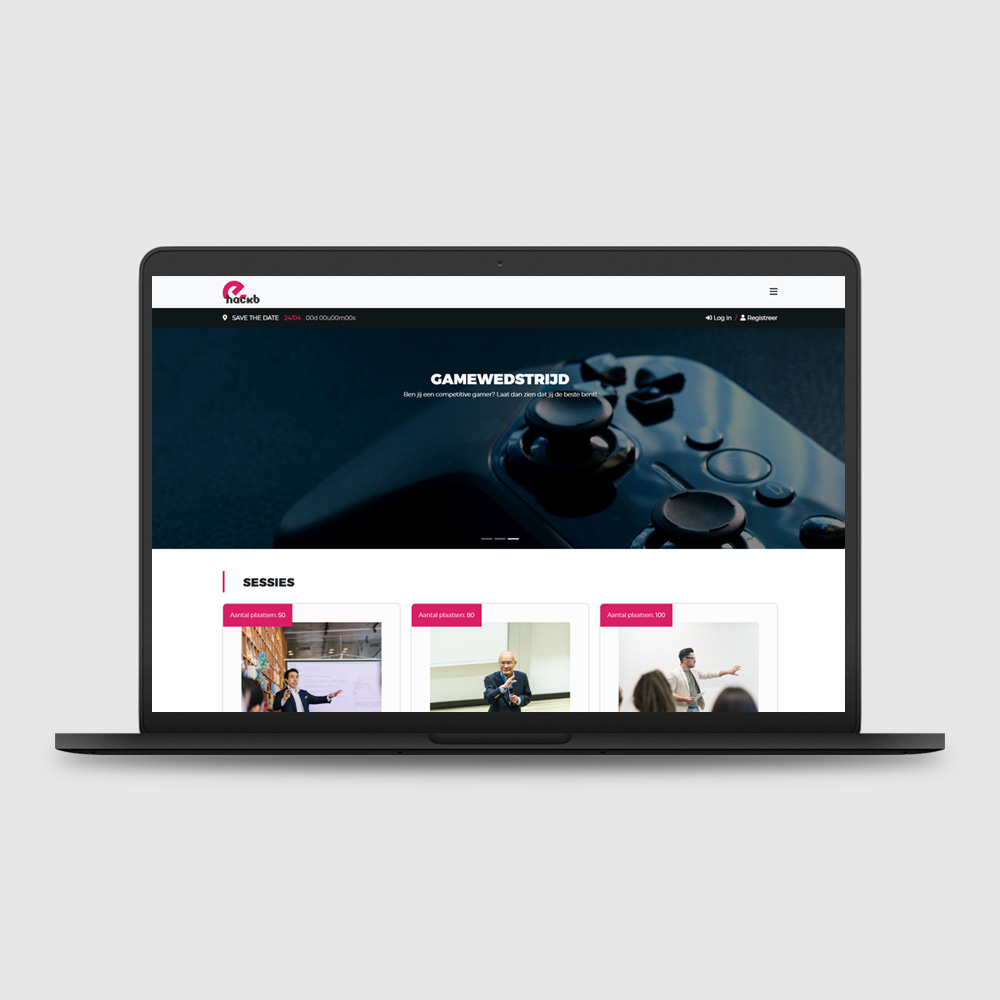 e
hackb
SAVE THE DATE 24/04 00d 00u00m00s
Log in / Registreer
GAMEWEDSTRIJD
Ben jij een competitive gamer? Laat dan zien dat jij de beste bent!
SESSIES
Aantal plaatsen: 50
Aantal plaatsen: 80
Aantal plaatsen: 100